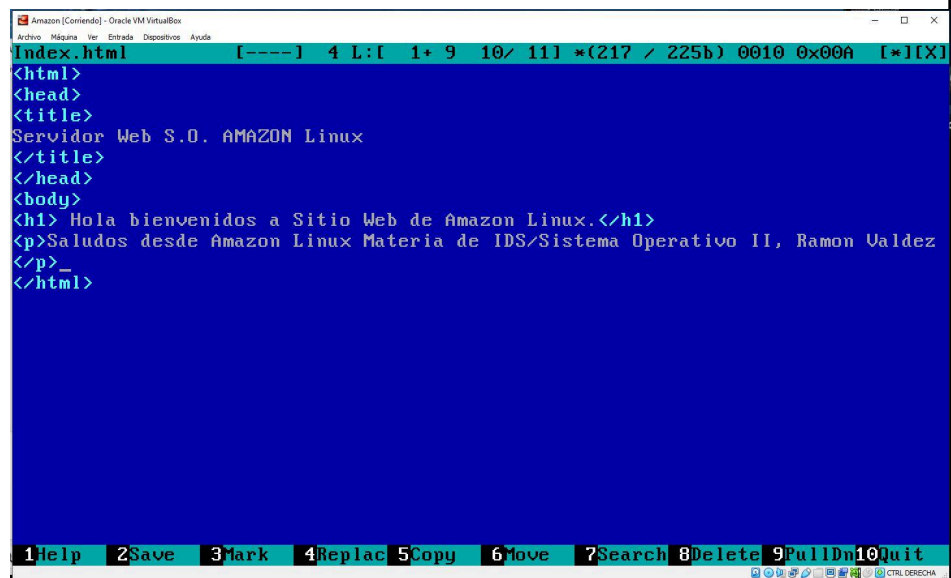 Amazon [Corriendo] - Oracle VM VirtualBox
Archivo Máquina Ver Entrada Dispositivos Ayuda
Index.html [----] 4 L:[ 1+ 9 10/ 11] *(217 / 225b) 0010 0x00A [*][X]
<html>
<head>
<title>
Servidor Web S.O. AMAZON Linux
</title>
</head>
<body>
<h1> Hola bienvenidos a Sitio Web de Amazon Linux.</h1>
<p>Saludos desde Amazon Linux Materia de IDS/Sistema Operativo II, Ramon Valdez
</p>_
</html>
1Help 2Save 3Mark 4Replac 5Copy 6Move 7Search 8Delete 9PullDn 10Quit
CTRL DERECHA